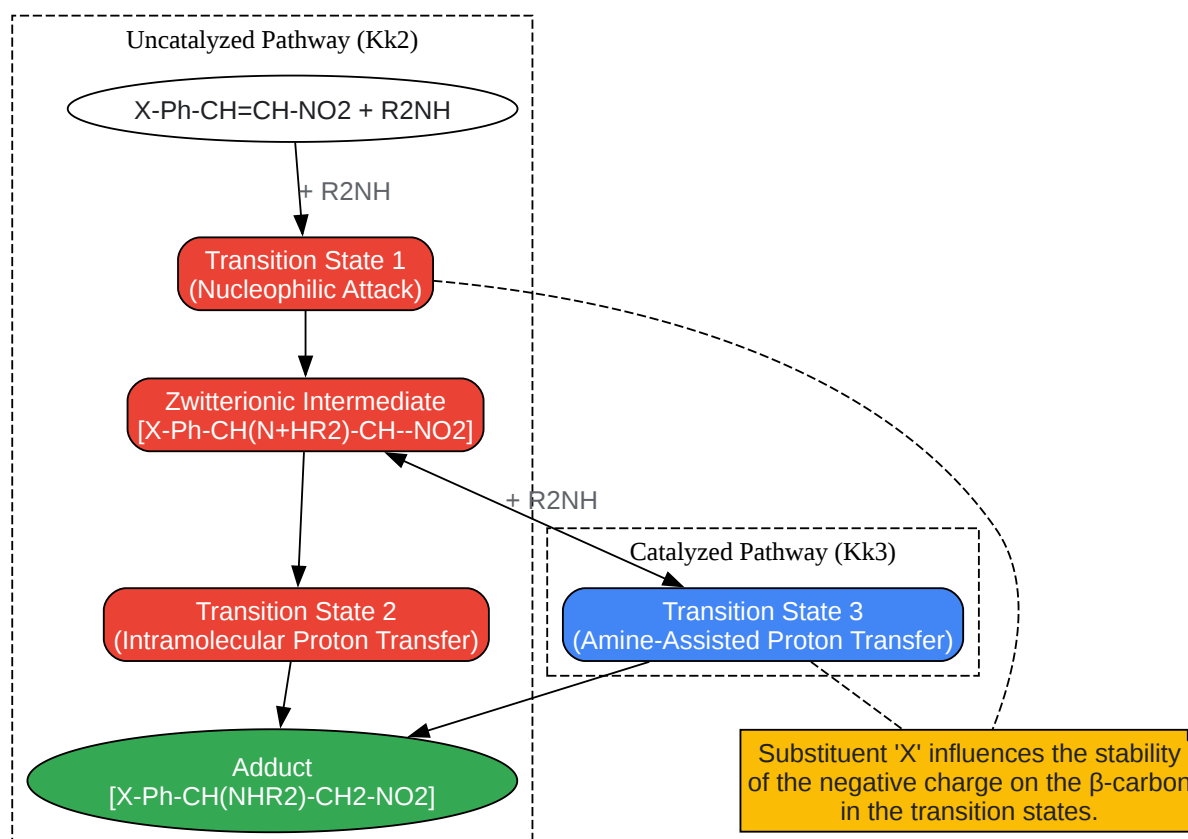 Uncatalyzed Pathway (Kk2)
X-Ph-CH=CH-NO2 + R2NH
+ R2NH
Transition State 1
(Nucleophilic Attack)
Zwitterionic Intermediate
[X-Ph-CH(N+HR2)-CH--NO2]
+ R2NH
Catalyzed Pathway (Kk3)
Transition State 2
(Intramolecular Proton Transfer)
Transition State 3
(Amine-Assisted Proton Transfer)
Adduct
[X-Ph-CH(NHR2)-CH2-NO2]
Substituent 'X' influences the stability
of the negative charge on the β-carbon
in the transition states.